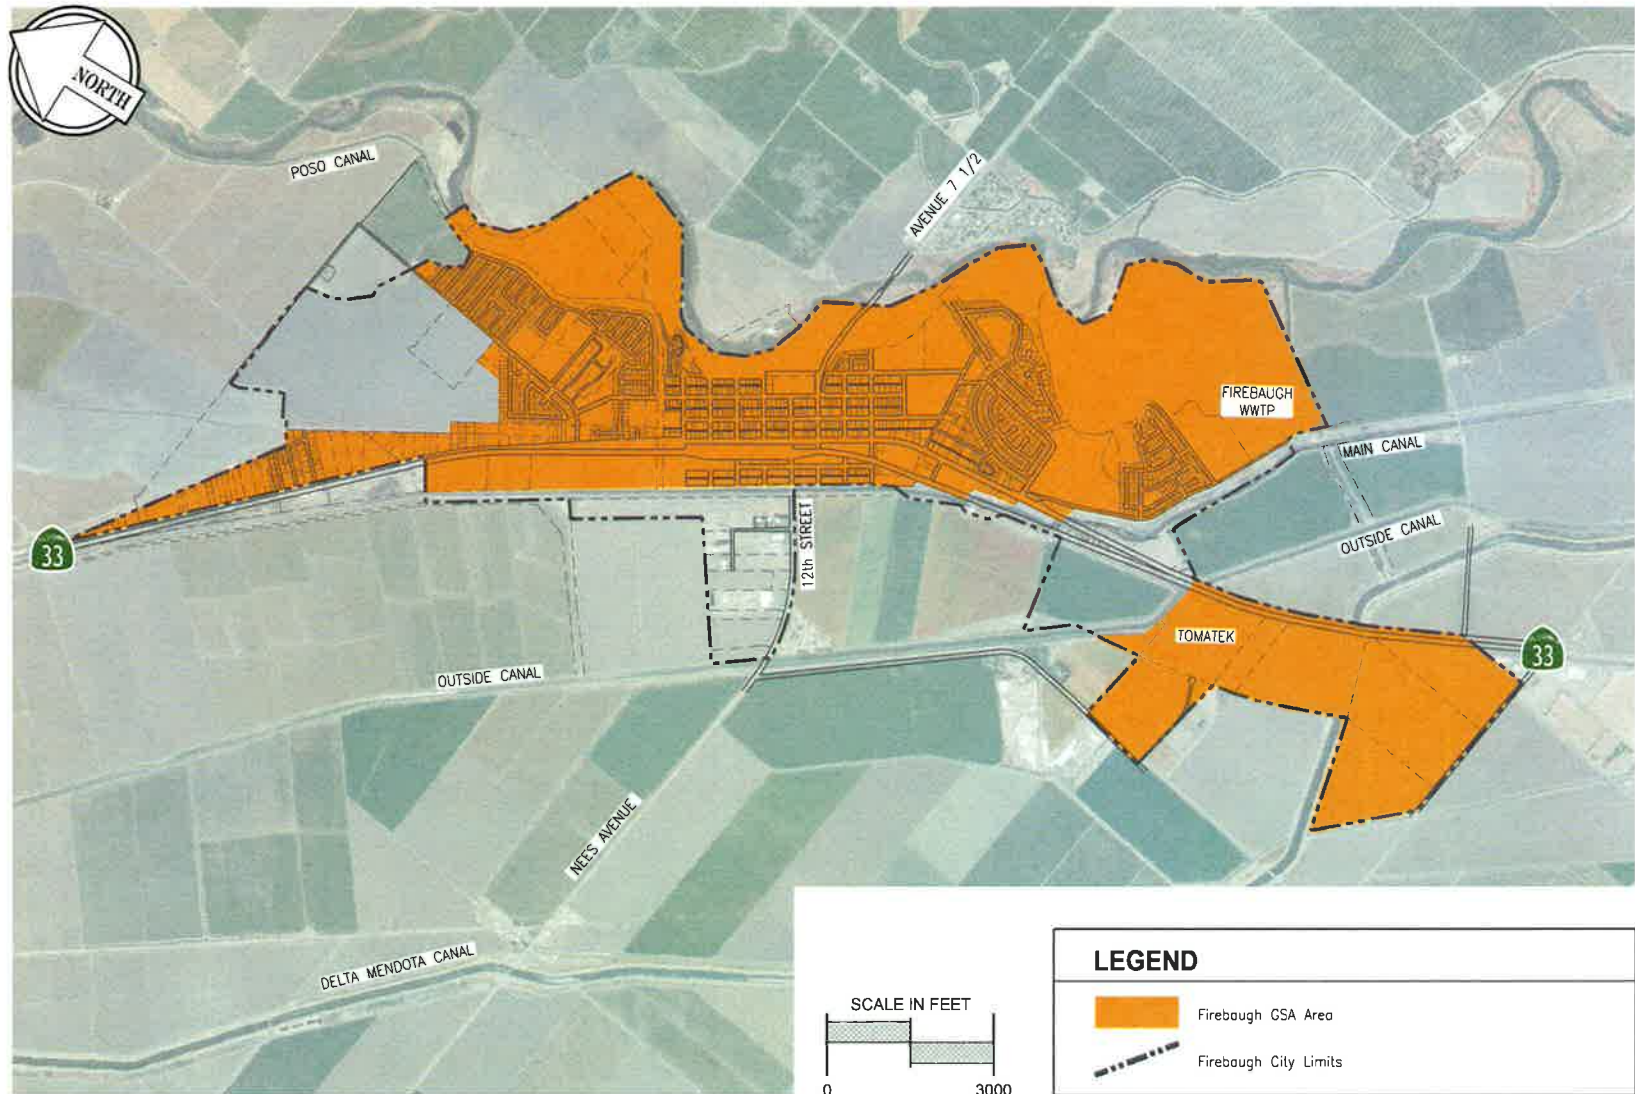 NORTH
POSO CANAL
AVENUE 7 1/2
FIREBAUGH
WWTP
MAIN CANAL
OUTSIDE CANAL
12th STREET
33
TOMATEK
33
OUTSIDE CANAL
NEES AVENUE
DELTA MENDOTA CANAL
SCALE IN FEET
0 3000
LEGEND
Firebaugh GSA Area
Firebaugh City Limits